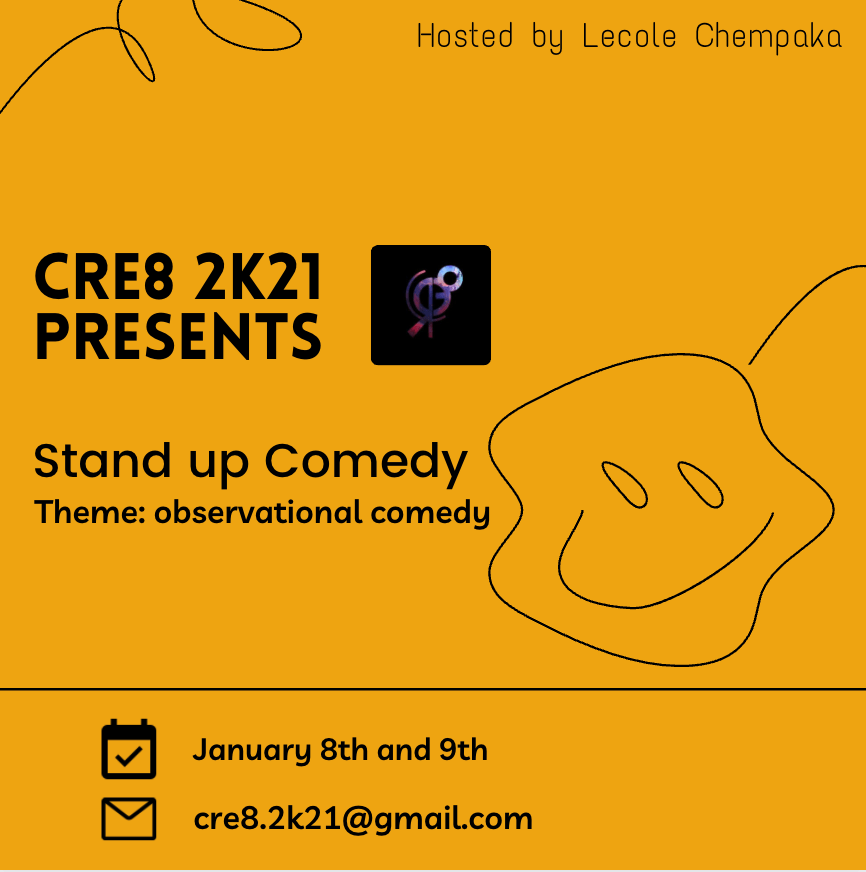 Hosted by Lecole Chempaka
CRE8 2K21
PRESENTS
Stand up Comedy
Theme: observational comedy
January 8th and 9th
cre8.2k21@gmail.com